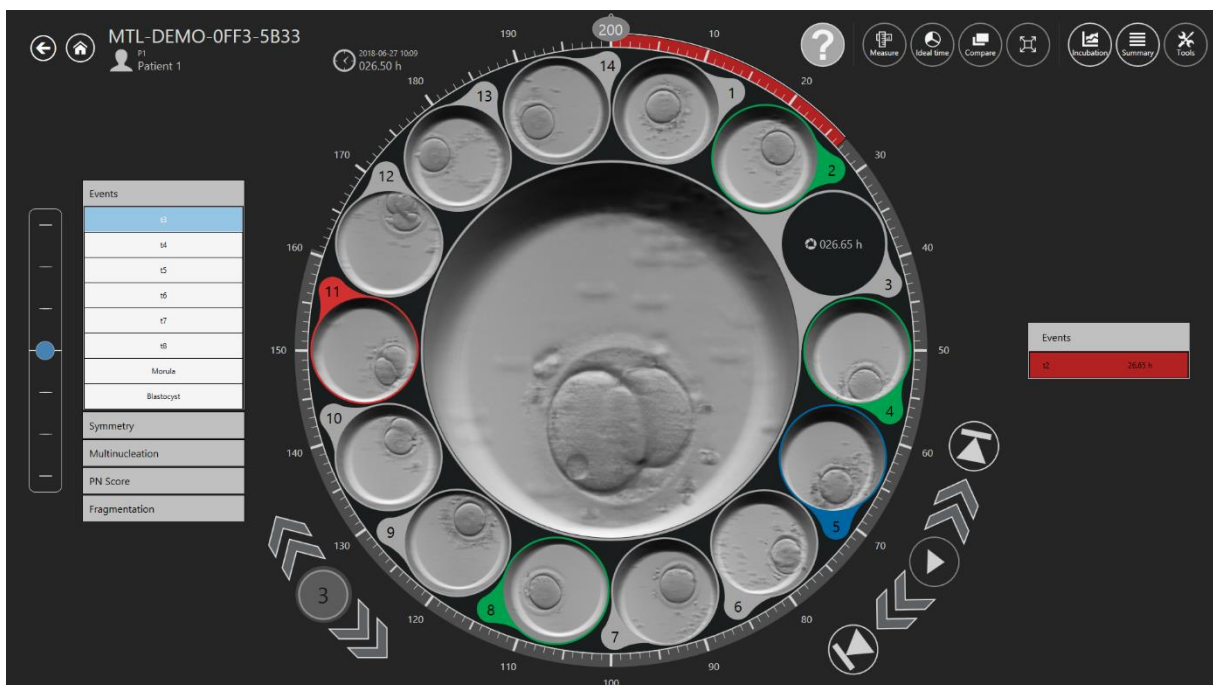 MTL-DEMO-0FF3-5B33
P1
Patient 1
2018-06-27 10:09
026.50 h
?
Measure
Ideal time
Compare
Incubation
Summary
Tools
200
10
20
30
40
50
60
70
80
90
100
110
120
130
140
150
160
170
180
190
1
2
3
026.65 h
4
5
6
7
8
9
10
11
12
13
14
Events
t3
t4
t5
t6
t7
t8
Morula
Blastocyst
Symmetry
Multinucleation
PN Score
Fragmentation
3
Events
t2 26.65 h